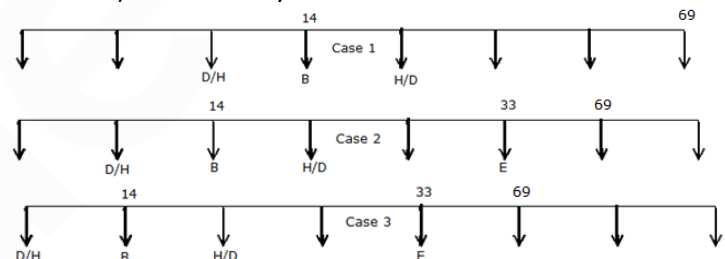 14 69
Case 1
D/H B H/D
14 33 69
Case 2
D/H B H/D E
14 33 69
Case 3
D/H B H/D E